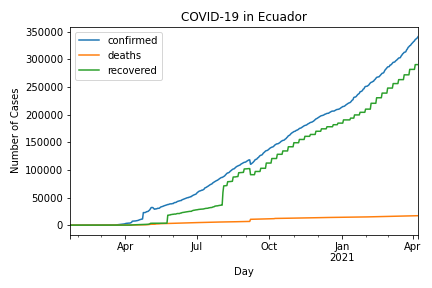 COVID-19 in Ecuador
confirmed
deaths
recovered
Number of Cases
350000
300000
250000
200000
150000
100000
50000
0
Apr
Jul
Oct
Jan
2021
Apr
Day